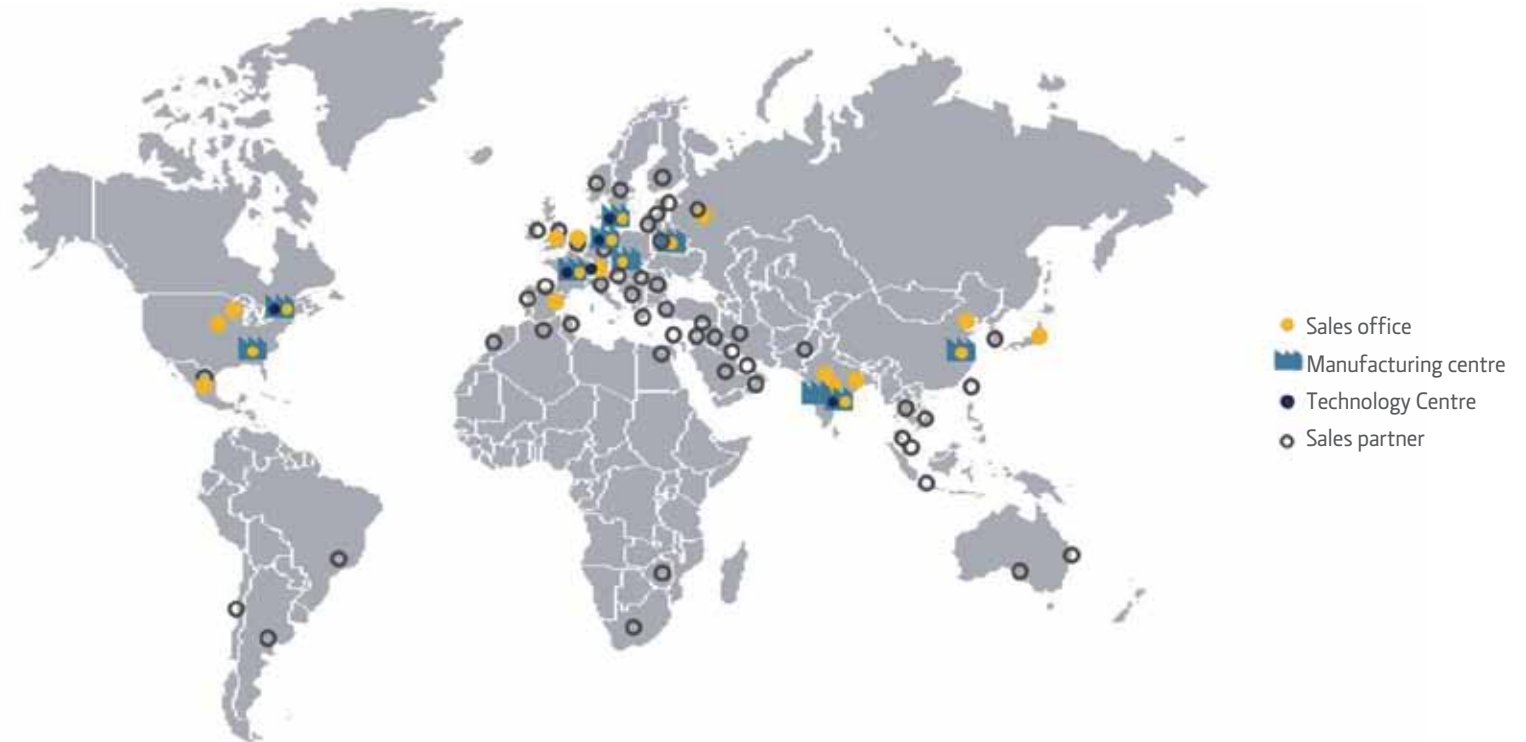 Sales office
Manufacturing centre
Technology Centre
Sales partner